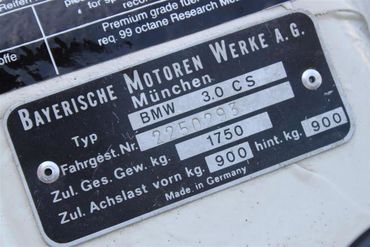 Reifen
Premium grade fuel
req. 99 octane Research
BAYERISCHE MOTOREN WERKE A.G.
München
Typ BMW 3.0 CS
Fahrgest.Nr. 2250293
Zul. Ges. Gew. kg. 1750
Zul. Achslast vorn kg. 900 hint. kg. 900
Made in Germany